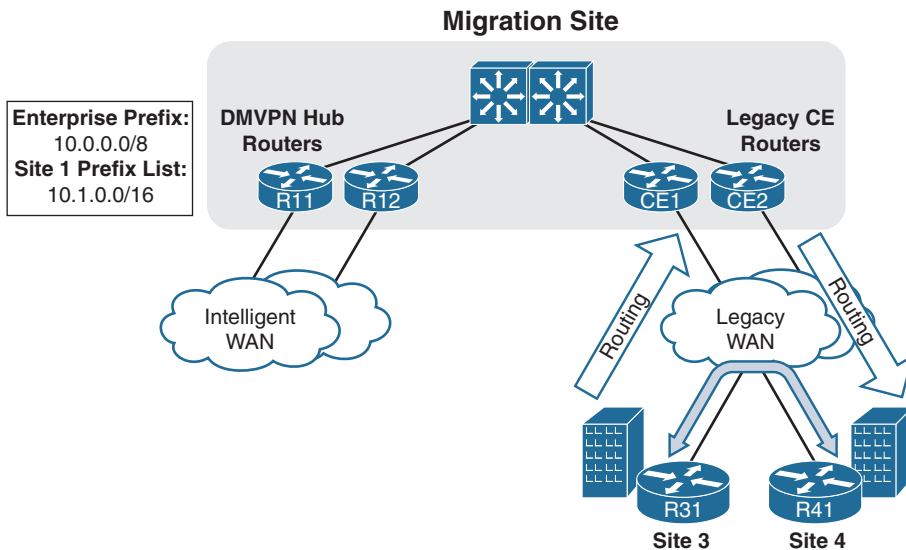 Migration Site
Enterprise Prefix:
10.0.0.0/8
Site 1 Prefix List:
10.1.0.0/16
DMVPN Hub
Routers
Legacy CE
Routers
R11
R12
CE1
CE2
Intelligent
WAN
Routing
Legacy
WAN
Routing
R31
R41
Site 3
Site 4